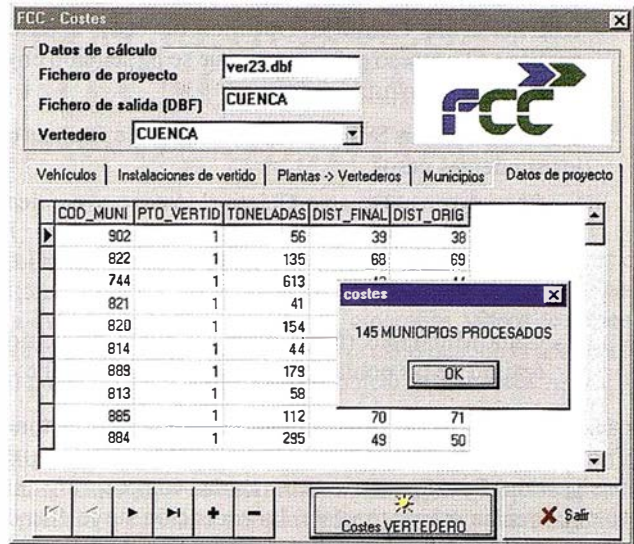 FCC - Costes
Datos de cálculo
Fichero de proyecto ver23.dbf
Fichero de salida (DBF) CUENCA
Vertedero CUENCA
FCC
Vehículos Instalaciones de vertido Plantas -> Vertederos Municipios Datos de proyecto
COD_MUNI PTO_VERTID TONELADAS DIST_FINAL DIST_ORIG
902 1 56 39 38
822 1 135 68 69
744 1 613
821 1 41
820 1 154
814 1 44
889 1 179
813 1 58
885 1 112 70 71
884 1 295 49 50
costes
145 MUNICIPIOS PROCESADOS
OK
Costes VERTEDERO
Salir